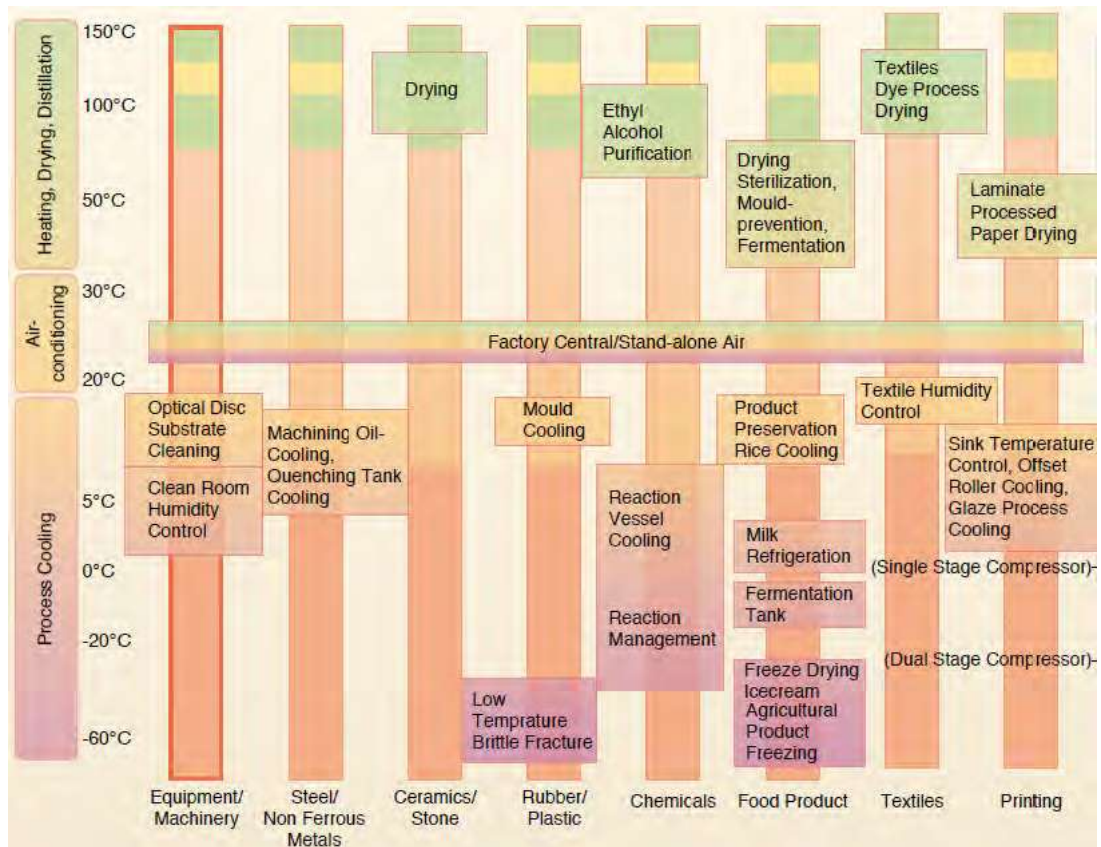 150°C
100°C
50°C
30°C
20°C
5°C
0°C
-20°C
-60°C
Heating, Drying, Distillation
Air-
conditioning
Process Cooling
Drying
Ethyl
Alcohol
Purification
Drying
Sterilization,
Mould-
prevention,
Fermentation
Textiles
Dye Process
Drying
Laminate
Processed
Paper Drying
Factory Central/Stand-alone Air
Optical Disc
Substrate
Cleaning
Clean Room
Humidity
Control
Machining Oil-
Cooling,
Quenching Tank
Cooling
Mould
Cooling
Low
Temprature
Brittle Fracture
Reaction
Vessel
Cooling
Reaction
Management
Product
Preservation
Rice Cooling
Milk
Refrigeration
Fermentation
Tank
Freeze Drying
Icecream
Agricultural
Product
Freezing
Textile Humidity
Control
Sink Temperature
Control, Offset
Roller Cooling,
Glaze Process
Cooling
(Single Stage Compressor)
(Dual Stage Compressor)
Equipment/
Machinery
Steel/
Non Ferrous
Metals
Ceramics/
Stone
Rubber/
Plastic
Chemicals
Food Product
Textiles
Printing